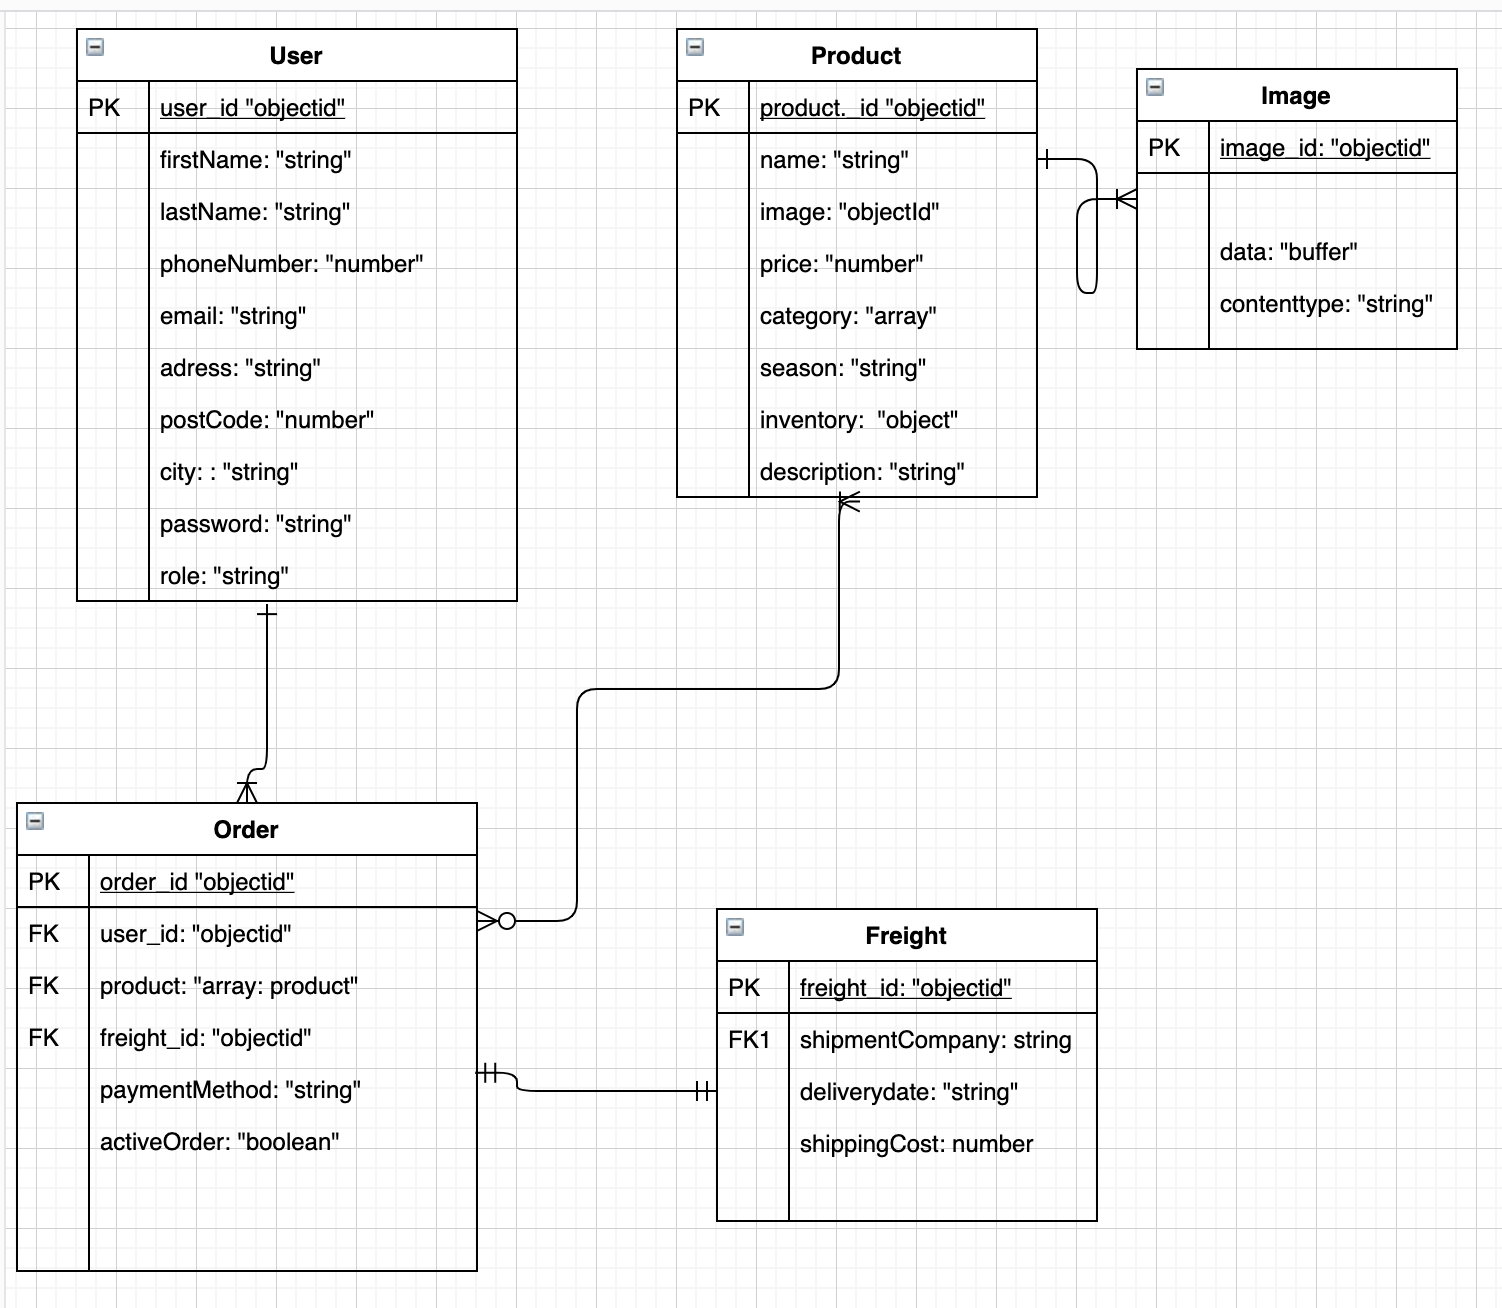 User
PK user_id "objectid"
firstName: "string"
lastName: "string"
phoneNumber: "number"
email: "string"
adress: "string"
postCode: "number"
city: : "string"
password: "string"
role: "string"
Product
PK product._id "objectid"
name: "string"
image: "objectId"
price: "number"
category: "array"
season: "string"
inventory:  "object"
description: "string"
Image
PK image_id: "objectid"
data: "buffer"
contenttype: "string"
Order
PK order_id "objectid"
FK user_id: "objectid"
FK product: "array: product"
FK freight_id: "objectid"
paymentMethod: "string"
activeOrder: "boolean"
Freight
PK freight_id: "objectid"
FK1 shipmentCompany: string
deliverydate: "string"
shippingCost: number